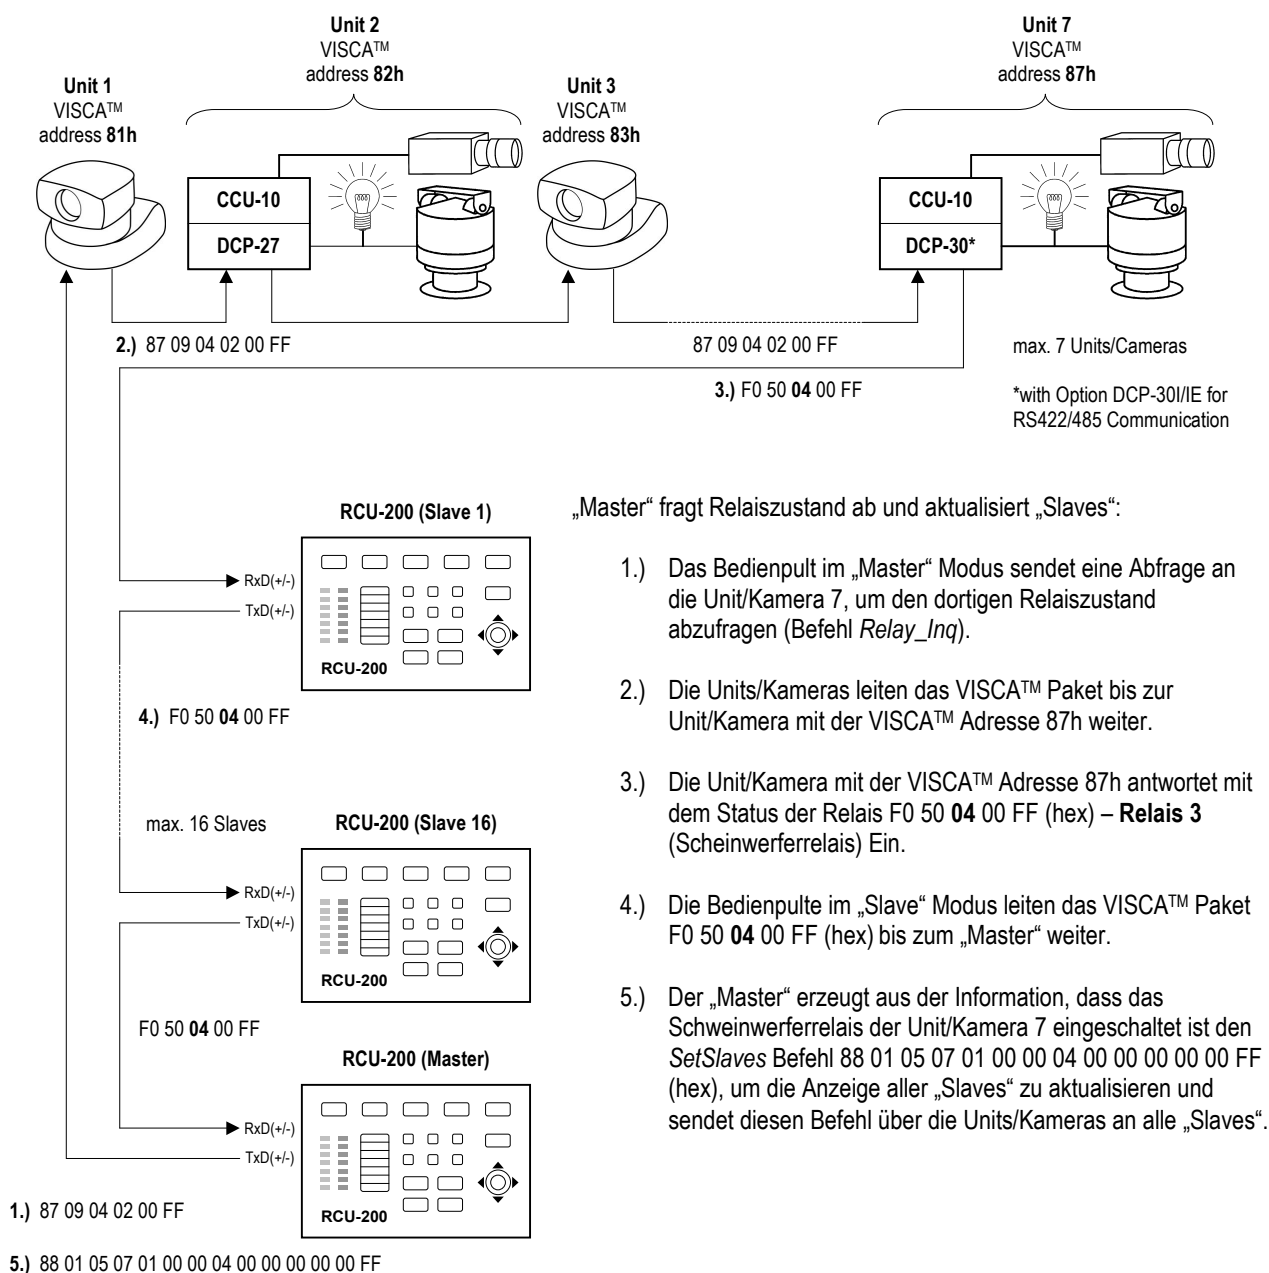 Unit 2
VISCA™
address 82h
Unit 7
VISCA™
address 87h
Unit 1
VISCA™
address 81h
Unit 3
VISCA™
address 83h
CCU-10
DCP-27
CCU-10
DCP-30*
2.) 87 09 04 02 00 FF
87 09 04 02 00 FF
max. 7 Units/Cameras
3.) F0 50 04 00 FF
*with Option DCP-30I/IE for
RS422/485 Communication
RCU-200 (Slave 1)
RxD(+/-)
TxD(+/-)
RCU-200
4.) F0 50 04 00 FF
max. 16 Slaves
RCU-200 (Slave 16)
RxD(+/-)
TxD(+/-)
RCU-200
F0 50 04 00 FF
RCU-200 (Master)
RxD(+/-)
TxD(+/-)
RCU-200
1.) 87 09 04 02 00 FF
5.) 88 01 05 07 01 00 00 04 00 00 00 00 00 FF
„Master“ fragt Relaiszustand ab und aktualisiert „Slaves“:
1.) Das Bedienpult im „Master“ Modus sendet eine Abfrage an
die Unit/Kamera 7, um den dortigen Relaiszustand
abzufragen (Befehl Relay_Inq).
2.) Die Units/Kameras leiten das VISCA™ Paket bis zur
Unit/Kamera mit der VISCA™ Adresse 87h weiter.
3.) Die Unit/Kamera mit der VISCA™ Adresse 87h antwortet mit
dem Status der Relais F0 50 04 00 FF (hex) – Relais 3
(Scheinwerferrelais) Ein.
4.) Die Bedienpulte im „Slave“ Modus leiten das VISCA™ Paket
F0 50 04 00 FF (hex) bis zum „Master“ weiter.
5.) Der „Master“ erzeugt aus der Information, dass das
Schweinwerferrelais der Unit/Kamera 7 eingeschaltet ist den
SetSlaves Befehl 88 01 05 07 01 00 00 04 00 00 00 00 00 FF
(hex), um die Anzeige aller „Slaves“ zu aktualisieren und
sendet diesen Befehl über die Units/Kameras an alle „Slaves“.